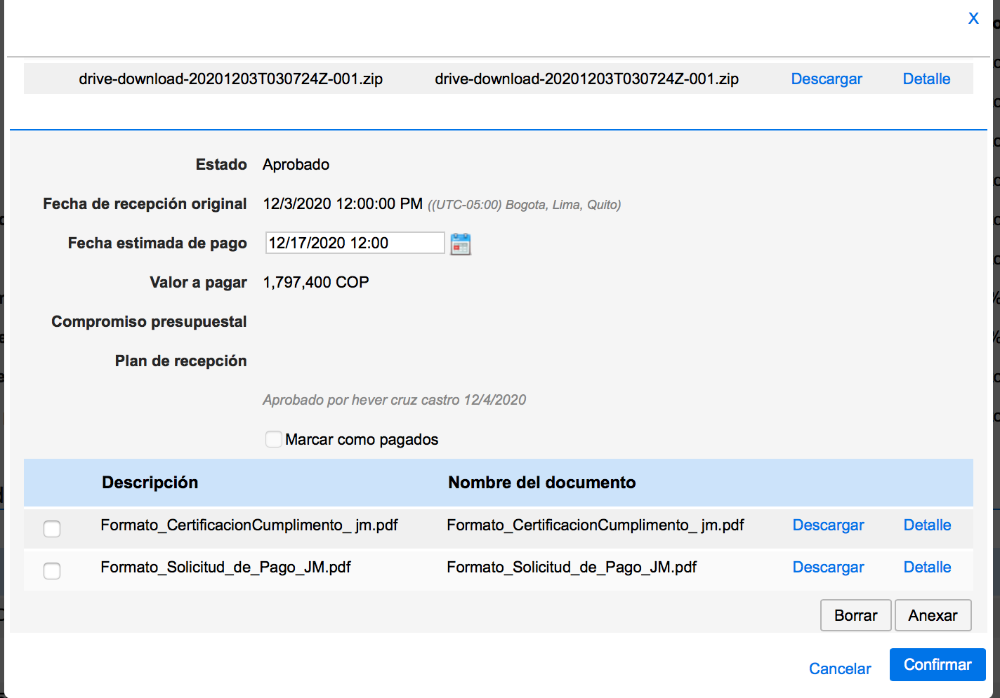 X
drive-download-20201203T030724Z-001.zip drive-download-20201203T030724Z-001.zip Descargar Detalle
Estado Aprobado
Fecha de recepción original 12/3/2020 12:00:00 PM ((UTC-05:00) Bogota, Lima, Quito)
Fecha estimada de pago 12/17/2020 12:00
Valor a pagar 1,797,400 COP
Compromiso presupuestal
Plan de recepción
Aprobado por hever cruz castro 12/4/2020
Marcar como pagados
Descripción Nombre del documento
Formato_CertificacionCumplimento_ jm.pdf Formato_CertificacionCumplimento_ jm.pdf Descargar Detalle
Formato_Solicitud_de_Pago_JM.pdf Formato_Solicitud_de_Pago_JM.pdf Descargar Detalle
Borrar Anexar
Cancelar Confirmar